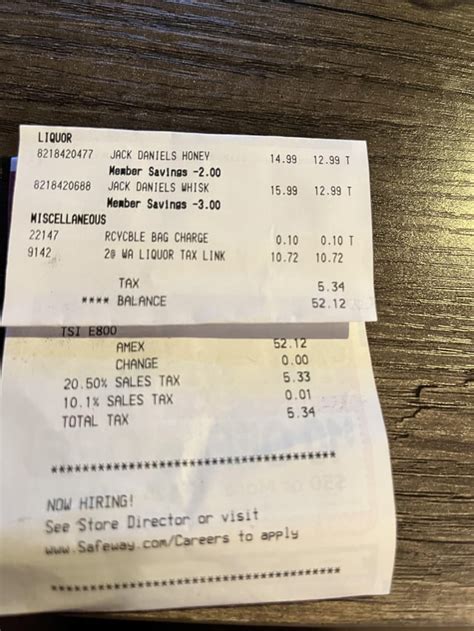 LIQUOR
8218420477 JACK DANIELS HONEY 14.99 12.99 T
Member Savings -2.00
8218420688 JACK DANIELS WHISK 15.99 12.99 T
Member Savings -3.00
MISCELLANEOUS
22147 RCYCBLE BAG CHARGE 0.10 0.10 T
9142 2@ WA LIQUOR TAX LINK 10.72 10.72
TAX 5.34
**** BALANCE 52.12
TSI E800
AMEX 52.12
CHANGE 0.00
20.50% SALES TAX 5.33
10.1% SALES TAX 0.01
TOTAL TAX 5.34
************************************
NOW HIRING!
See Store Director or visit
www.Safeway.com/Careers to apply
************************************